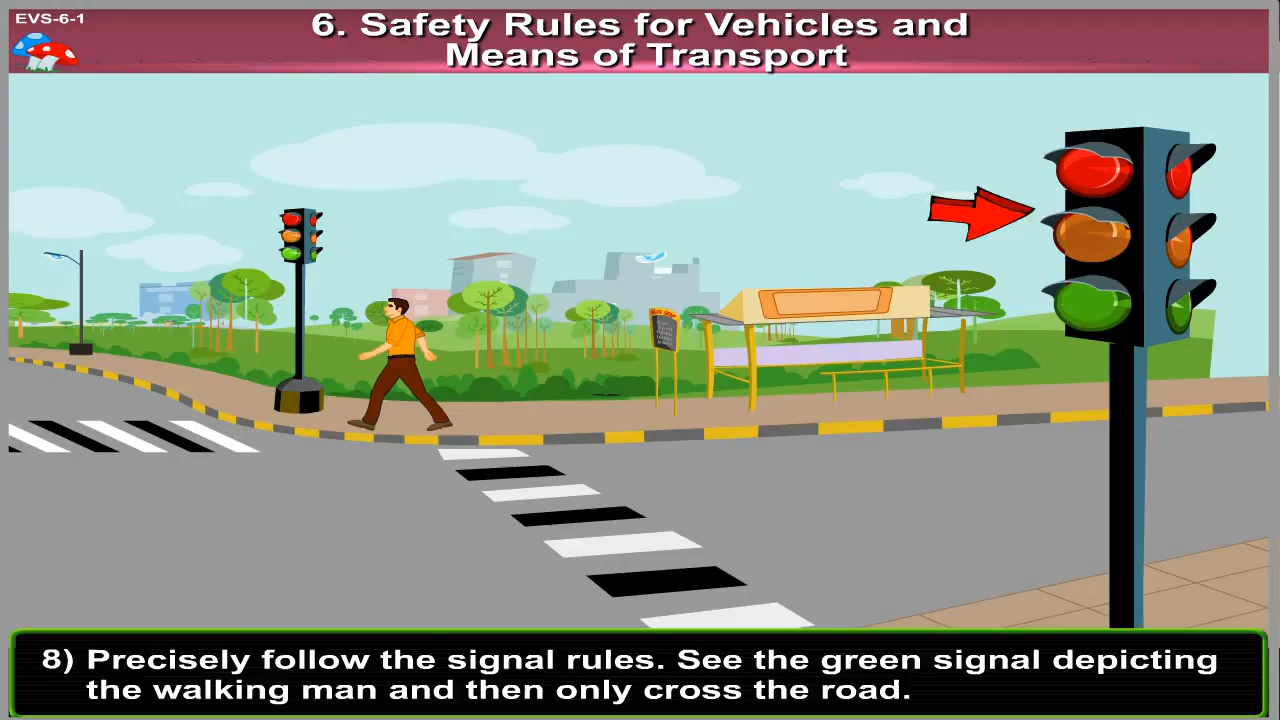 EVS-6-1
6. Safety Rules for Vehicles and
Means of Transport
8) Precisely follow the signal rules. See the green signal depicting
the walking man and then only cross the road.